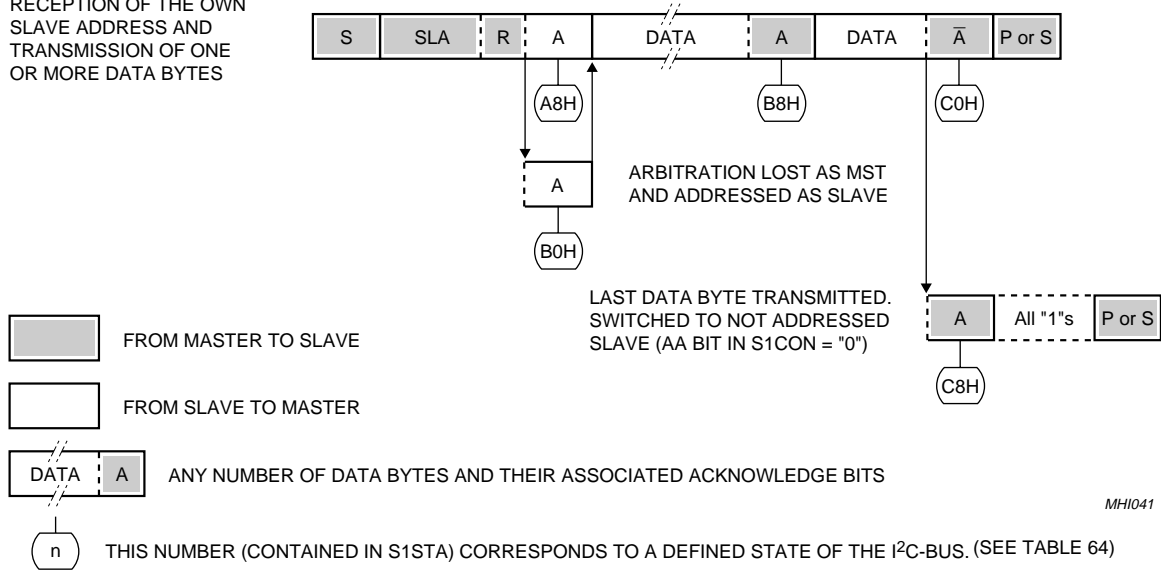 RECEPTION OF THE OWN
SLAVE ADDRESS AND
TRANSMISSION OF ONE
OR MORE DATA BYTES
S SLA R A DATA A DATA A̅ P or S
A8H B8H C0H
A
ARBITRATION LOST AS MST
AND ADDRESSED AS SLAVE
B0H
LAST DATA BYTE TRANSMITTED.
SWITCHED TO NOT ADDRESSED
SLAVE (AA BIT IN S1CON = "0")
A All "1"s P or S
C8H
FROM MASTER TO SLAVE
FROM SLAVE TO MASTER
DATA A ANY NUMBER OF DATA BYTES AND THEIR ASSOCIATED ACKNOWLEDGE BITS
MHI041
n THIS NUMBER (CONTAINED IN S1STA) CORRESPONDS TO A DEFINED STATE OF THE I²C-BUS. (SEE TABLE 64)